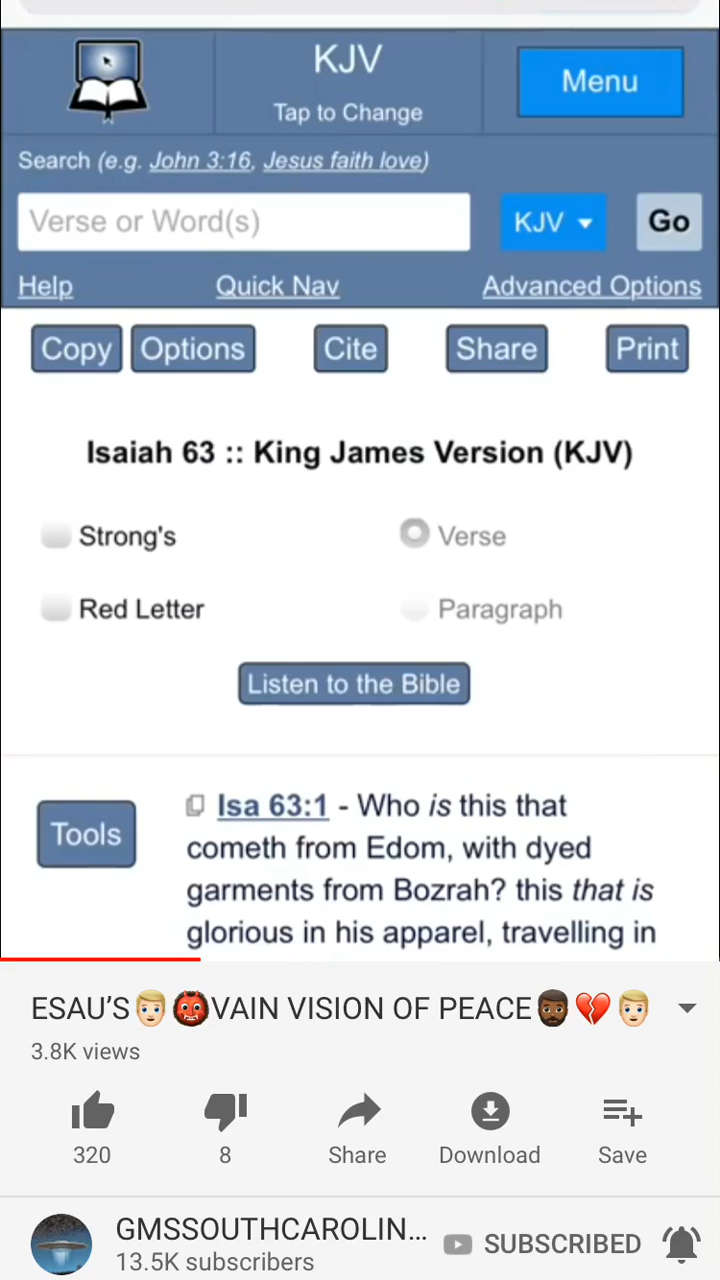 KJV
Tap to Change
Menu
Search (e.g. John 3:16, Jesus faith love)
Verse or Word(s)
KJV
Go
Help
Quick Nav
Advanced Options
Copy
Options
Cite
Share
Print
Isaiah 63 :: King James Version (KJV)
Strong's
Verse
Red Letter
Paragraph
Listen to the Bible
Tools
Isa 63:1 - Who is this that
cometh from Edom, with dyed
garments from Bozrah? this that is
glorious in his apparel, travelling in
ESAU’S👱🏼👹VAIN VISION OF PEACE🧔🏾💔👱🏼
3.8K views
320
8
Share
Download
Save
GMSSOUTHCAROLIN...
13.5K subscribers
SUBSCRIBED